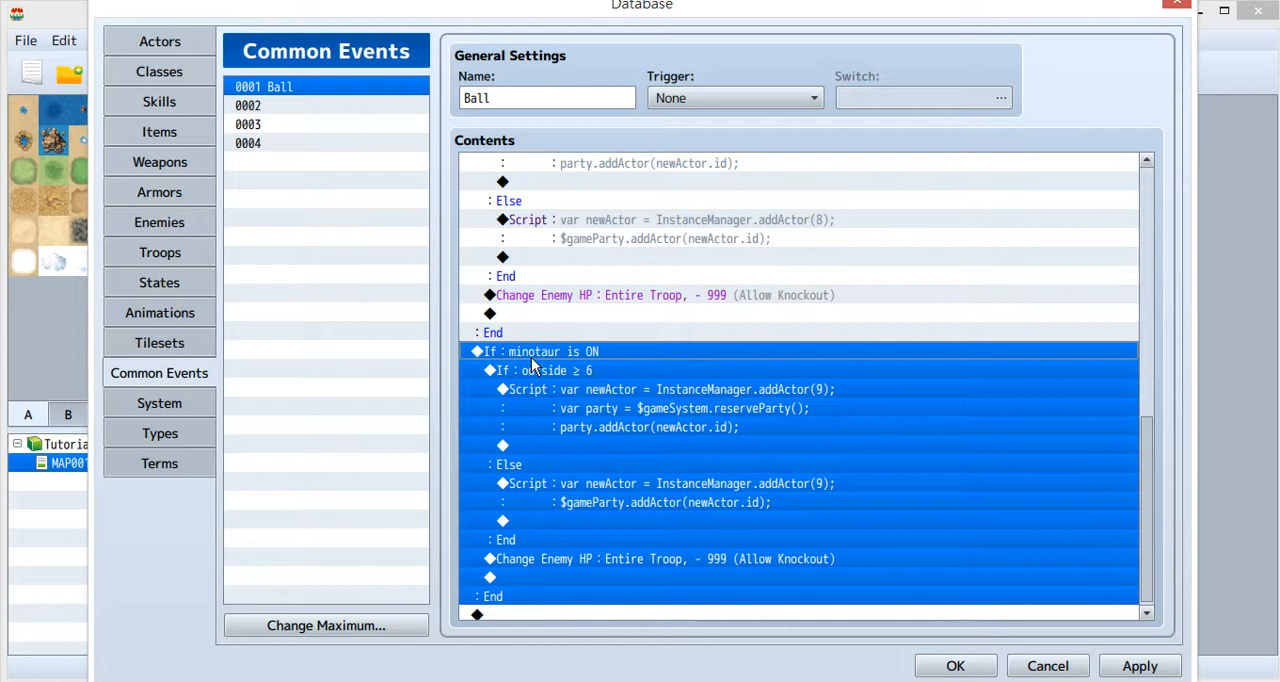 Database
File Edit
Actors
Classes
Skills
Items
Weapons
Armors
Enemies
Troops
States
Animations
Tilesets
Common Events
System
Types
Terms
A B
Tutoria
MAP001
Common Events
0001 Ball
0002
0003
0004
Change Maximum...
General Settings
Name: Trigger: Switch:
Ball None ...
Contents
: : party.addActor(newActor.id);
◆
: Else
◆Script : var newActor = InstanceManager.addActor(8);
: : $gameParty.addActor(newActor.id);
◆
: End
◆Change Enemy HP : Entire Troop, - 999 (Allow Knockout)
◆
: End
◆If : minotaur is ON
◆If : outside ≥ 6
◆Script : var newActor = InstanceManager.addActor(9);
: : var party = $gameSystem.reserveParty();
: : party.addActor(newActor.id);
◆
: Else
◆Script : var newActor = InstanceManager.addActor(9);
: : $gameParty.addActor(newActor.id);
◆
: End
◆Change Enemy HP : Entire Troop, - 999 (Allow Knockout)
◆
: End
◆
OK Cancel Apply